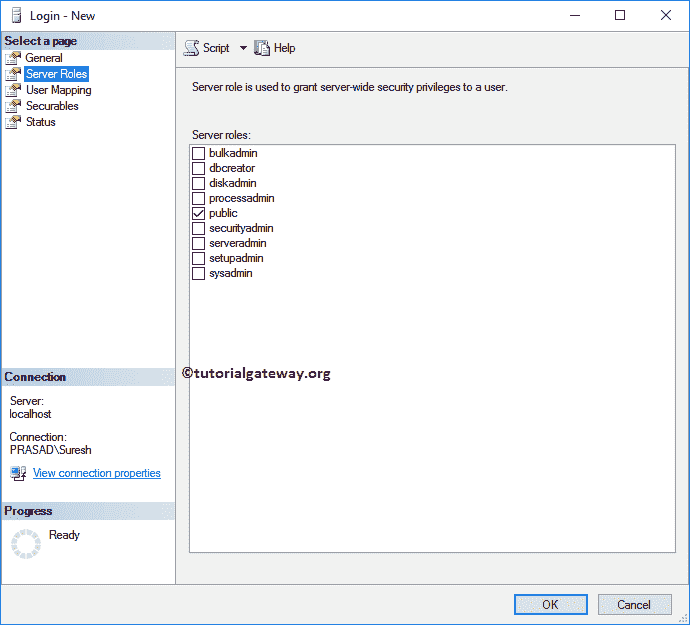 Login - New
Select a page
General
Server Roles
User Mapping
Securables
Status
Script Help
Server role is used to grant server-wide security privileges to a user.
Server roles:
bulkadmin
dbcreator
diskadmin
processadmin
public
securityadmin
serveradmin
setupadmin
sysadmin
©tutorialgateway.org
Connection
Server:
localhost
Connection:
PRASAD\Suresh
View connection properties
Progress
Ready
OK Cancel